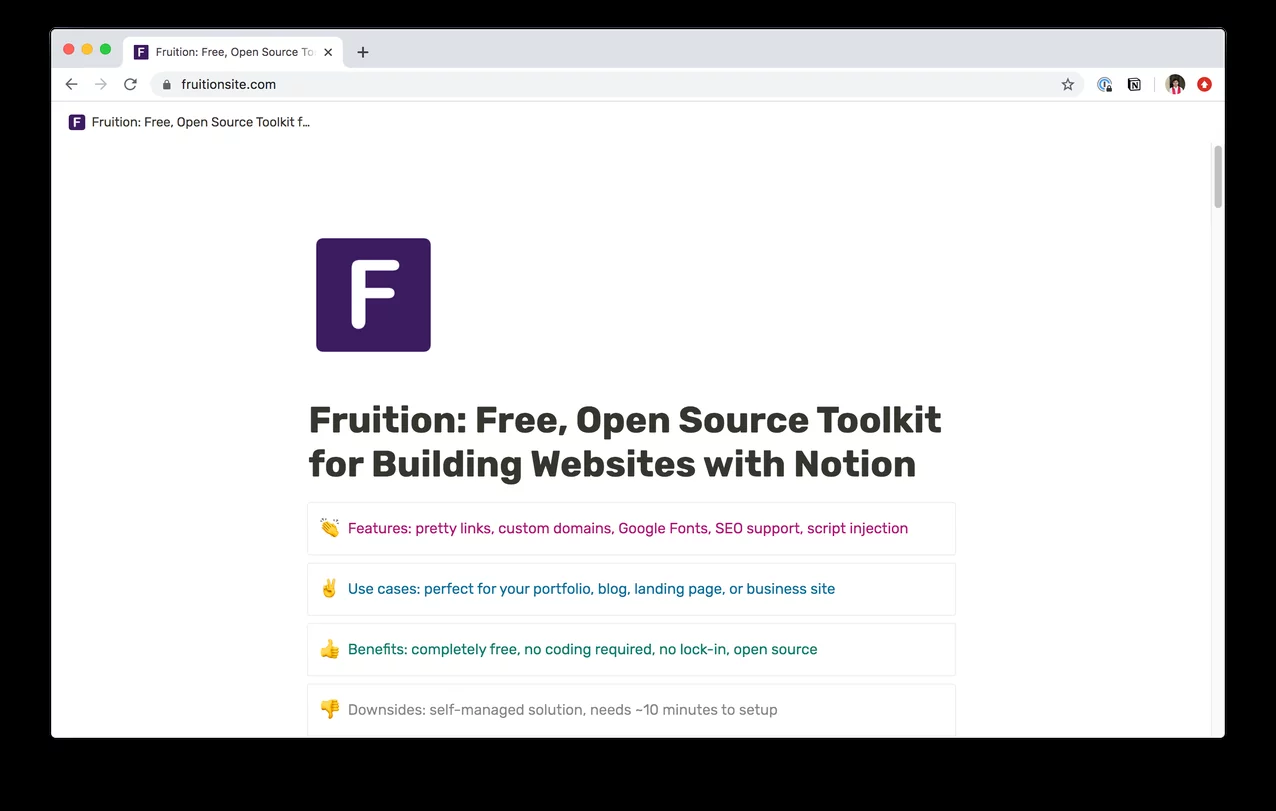 F Fruition: Free, Open Source To
fruitionsite.com
F Fruition: Free, Open Source Toolkit f...
F
Fruition: Free, Open Source Toolkit
for Building Websites with Notion
Features: pretty links, custom domains, Google Fonts, SEO support, script injection
Use cases: perfect for your portfolio, blog, landing page, or business site
Benefits: completely free, no coding required, no lock-in, open source
Downsides: self-managed solution, needs ~10 minutes to setup